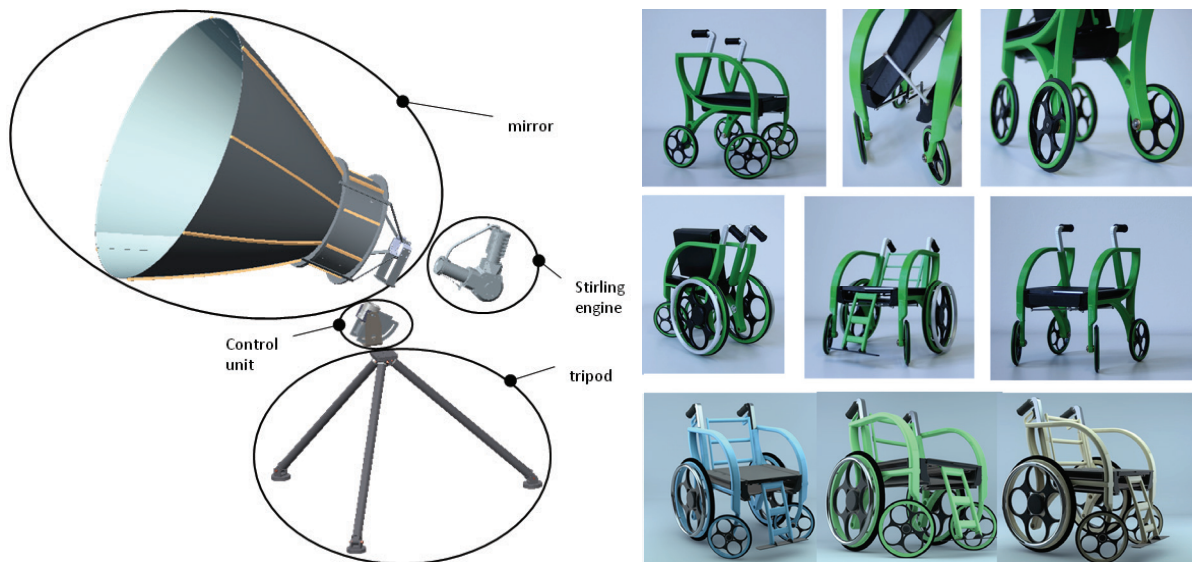 mirror
Stirling
engine
Control
unit
tripod